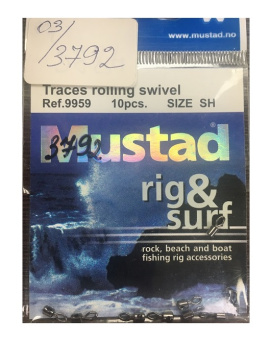 03/
3792
www.mustad.no
Traces rolling swivel
Ref.9959 10pcs. SIZE SH
Mustad®
3792
rig&
surf
rock, beach and boat
fishing rig accessories